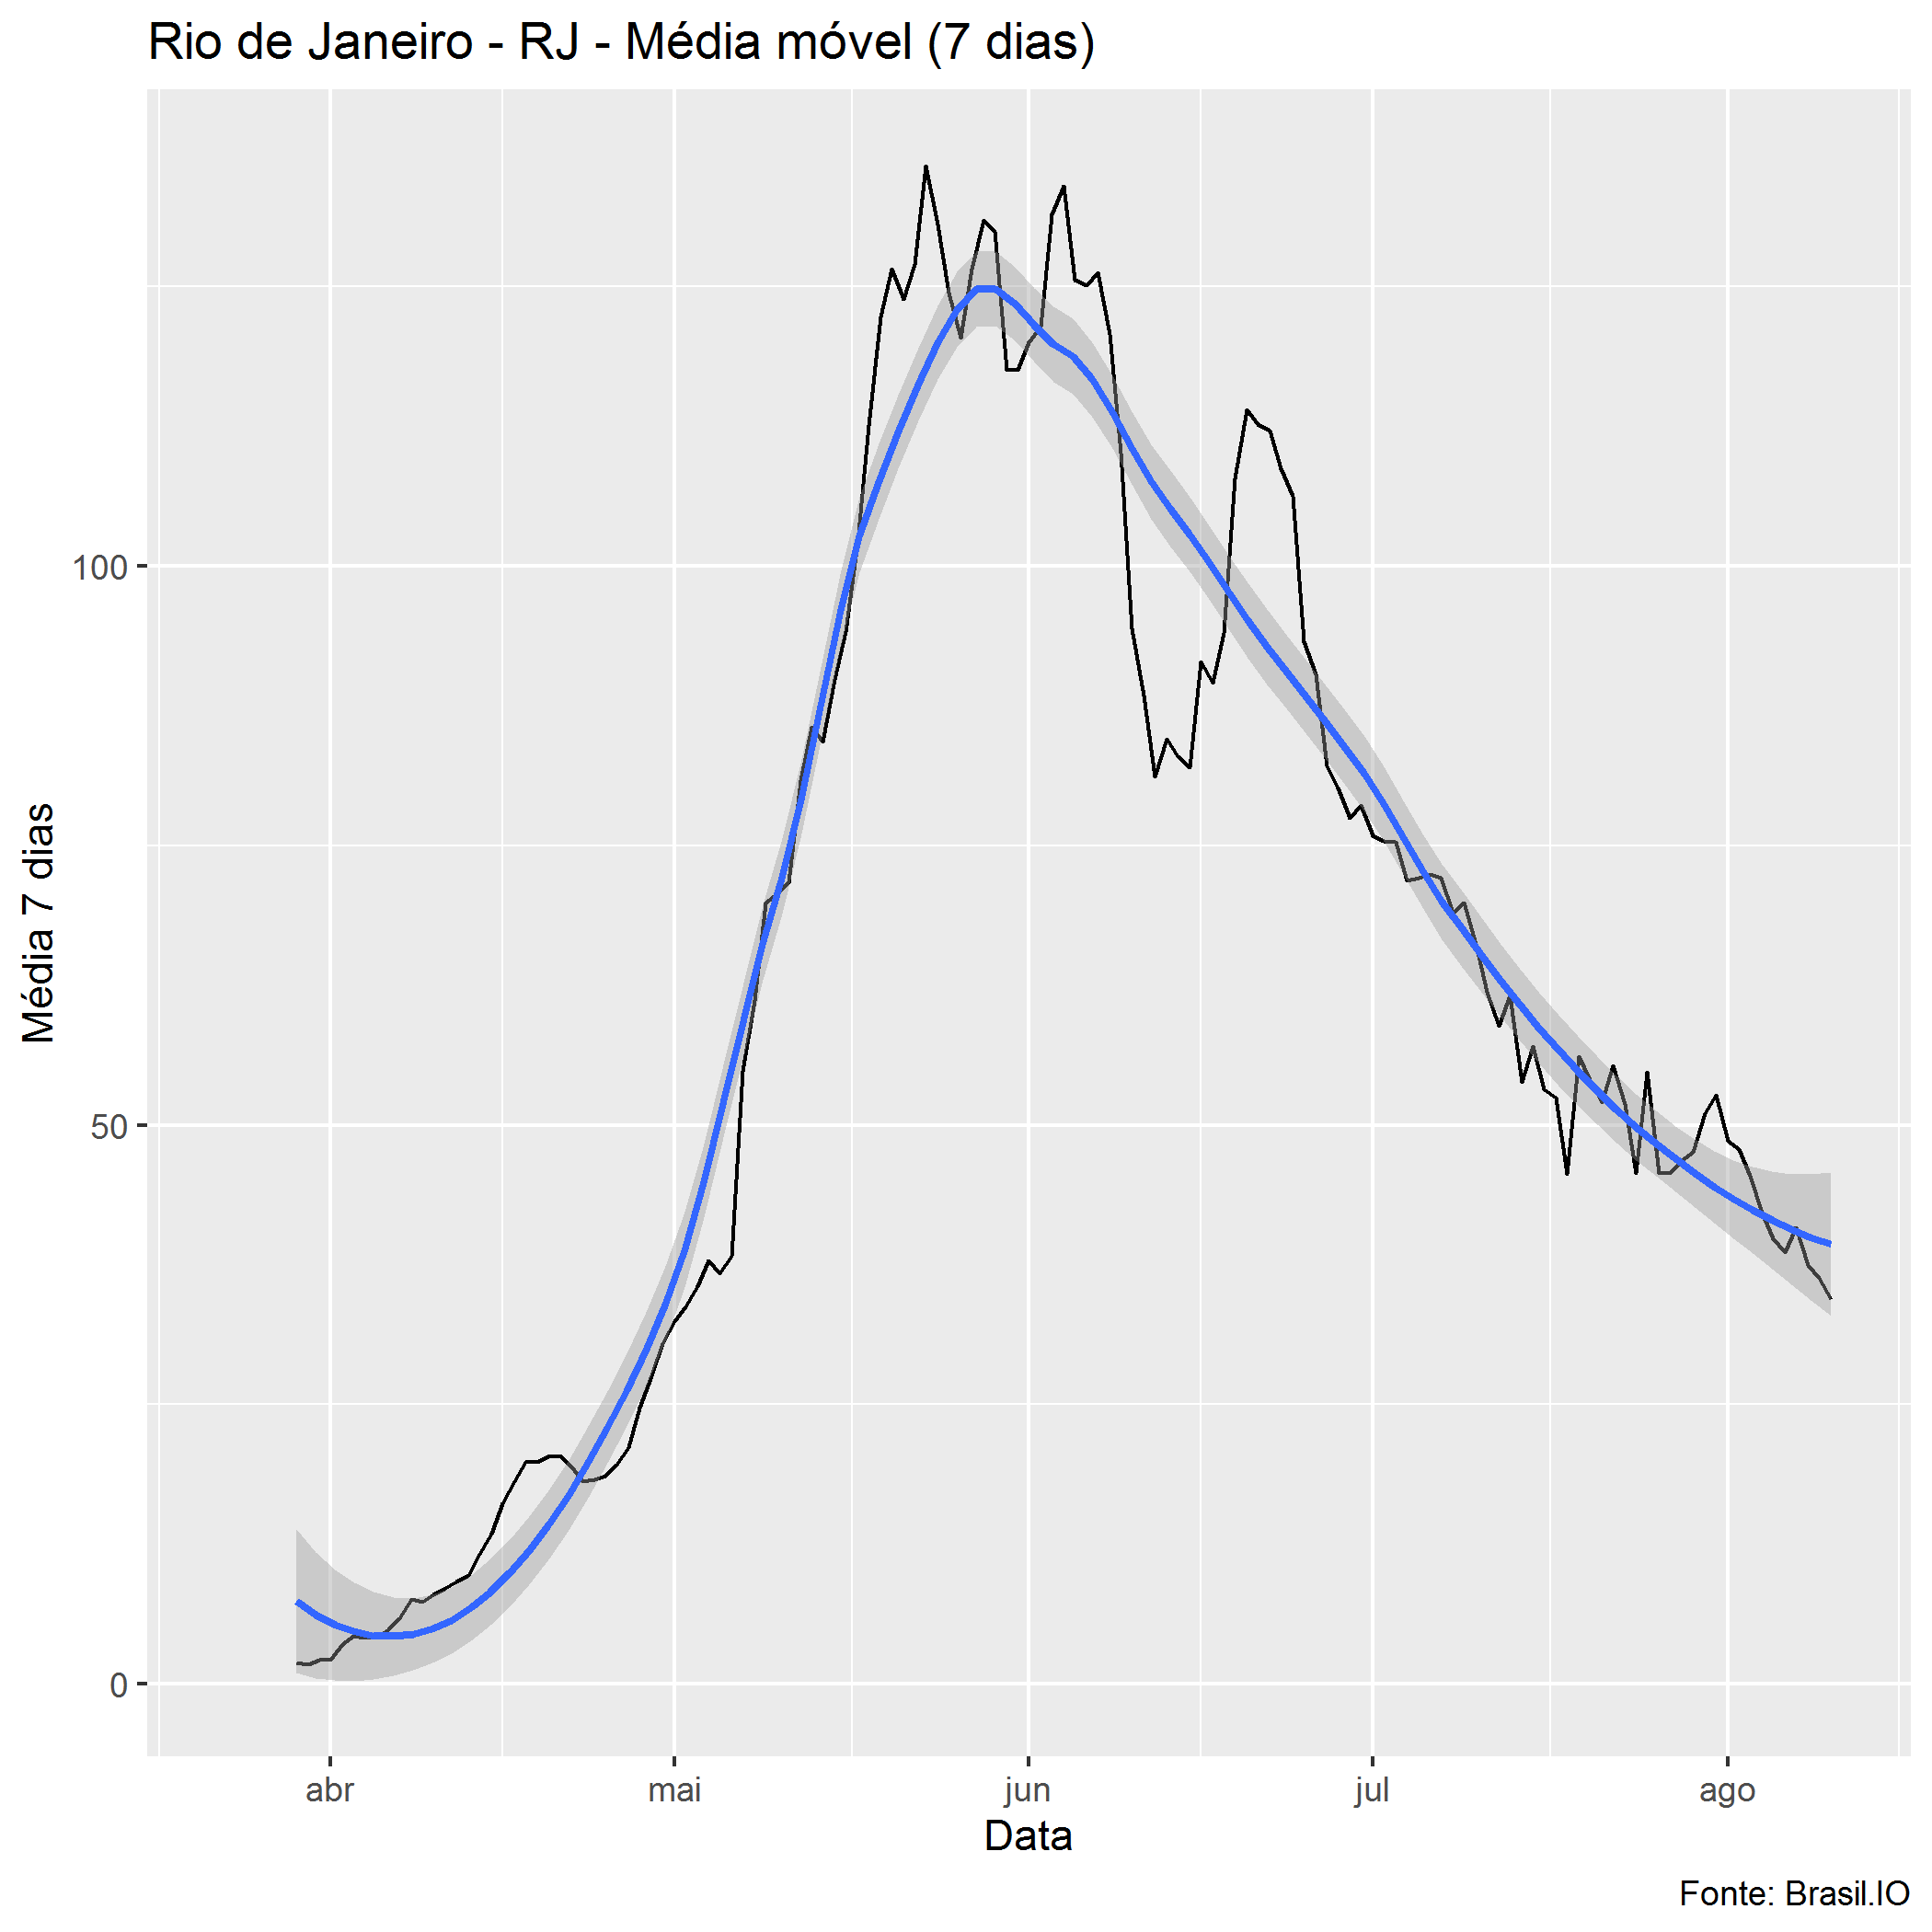 Rio de Janeiro - RJ - Média móvel (7 dias)
Média 7 dias
100
50
0
abr
mai
jun
jul
ago
Data
Fonte: Brasil.IO